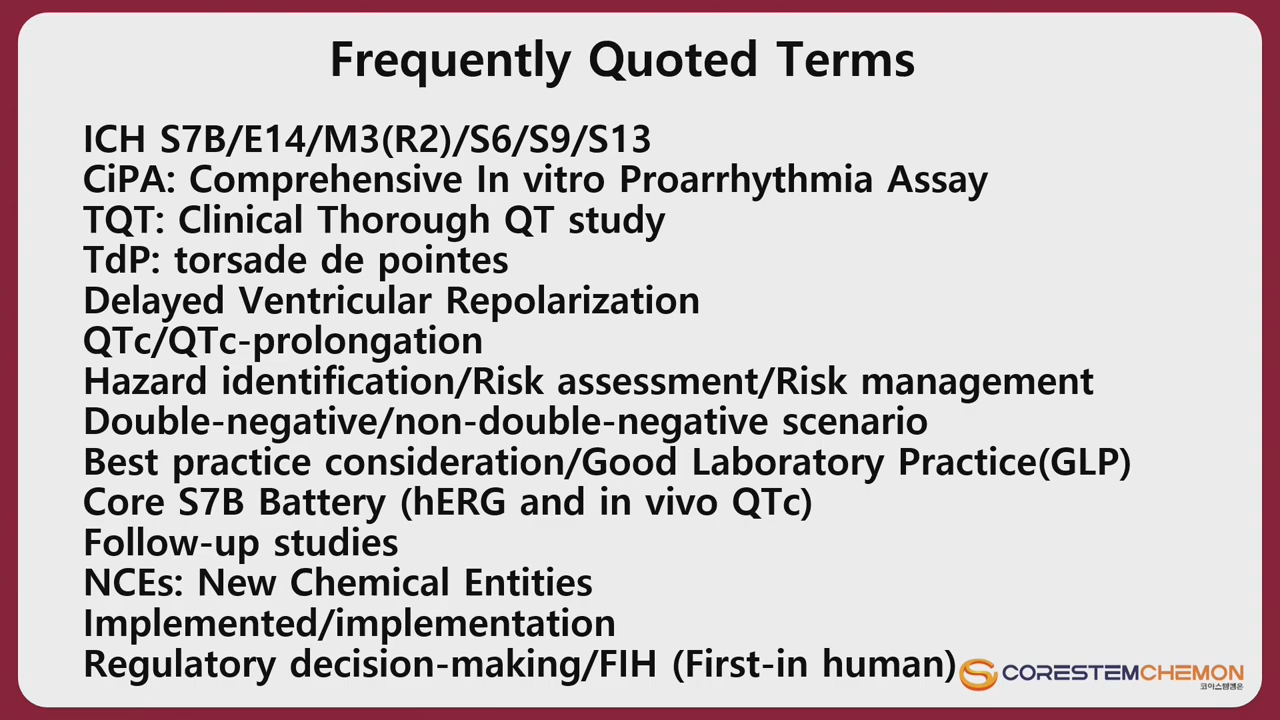 Frequently Quoted Terms
ICH S7B/E14/M3(R2)/S6/S9/S13
CiPA: Comprehensive In vitro Proarrhythmia Assay
TQT: Clinical Thorough QT study
TdP: torsade de pointes
Delayed Ventricular Repolarization
QTc/QTc-prolongation
Hazard identification/Risk assessment/Risk management
Double-negative/non-double-negative scenario
Best practice consideration/Good Laboratory Practice(GLP)
Core S7B Battery (hERG and in vivo QTc)
Follow-up studies
NCEs: New Chemical Entities
Implemented/implementation
Regulatory decision-making/FIH (First-in human)
CORESTEMCHEMON
코아스템켐온